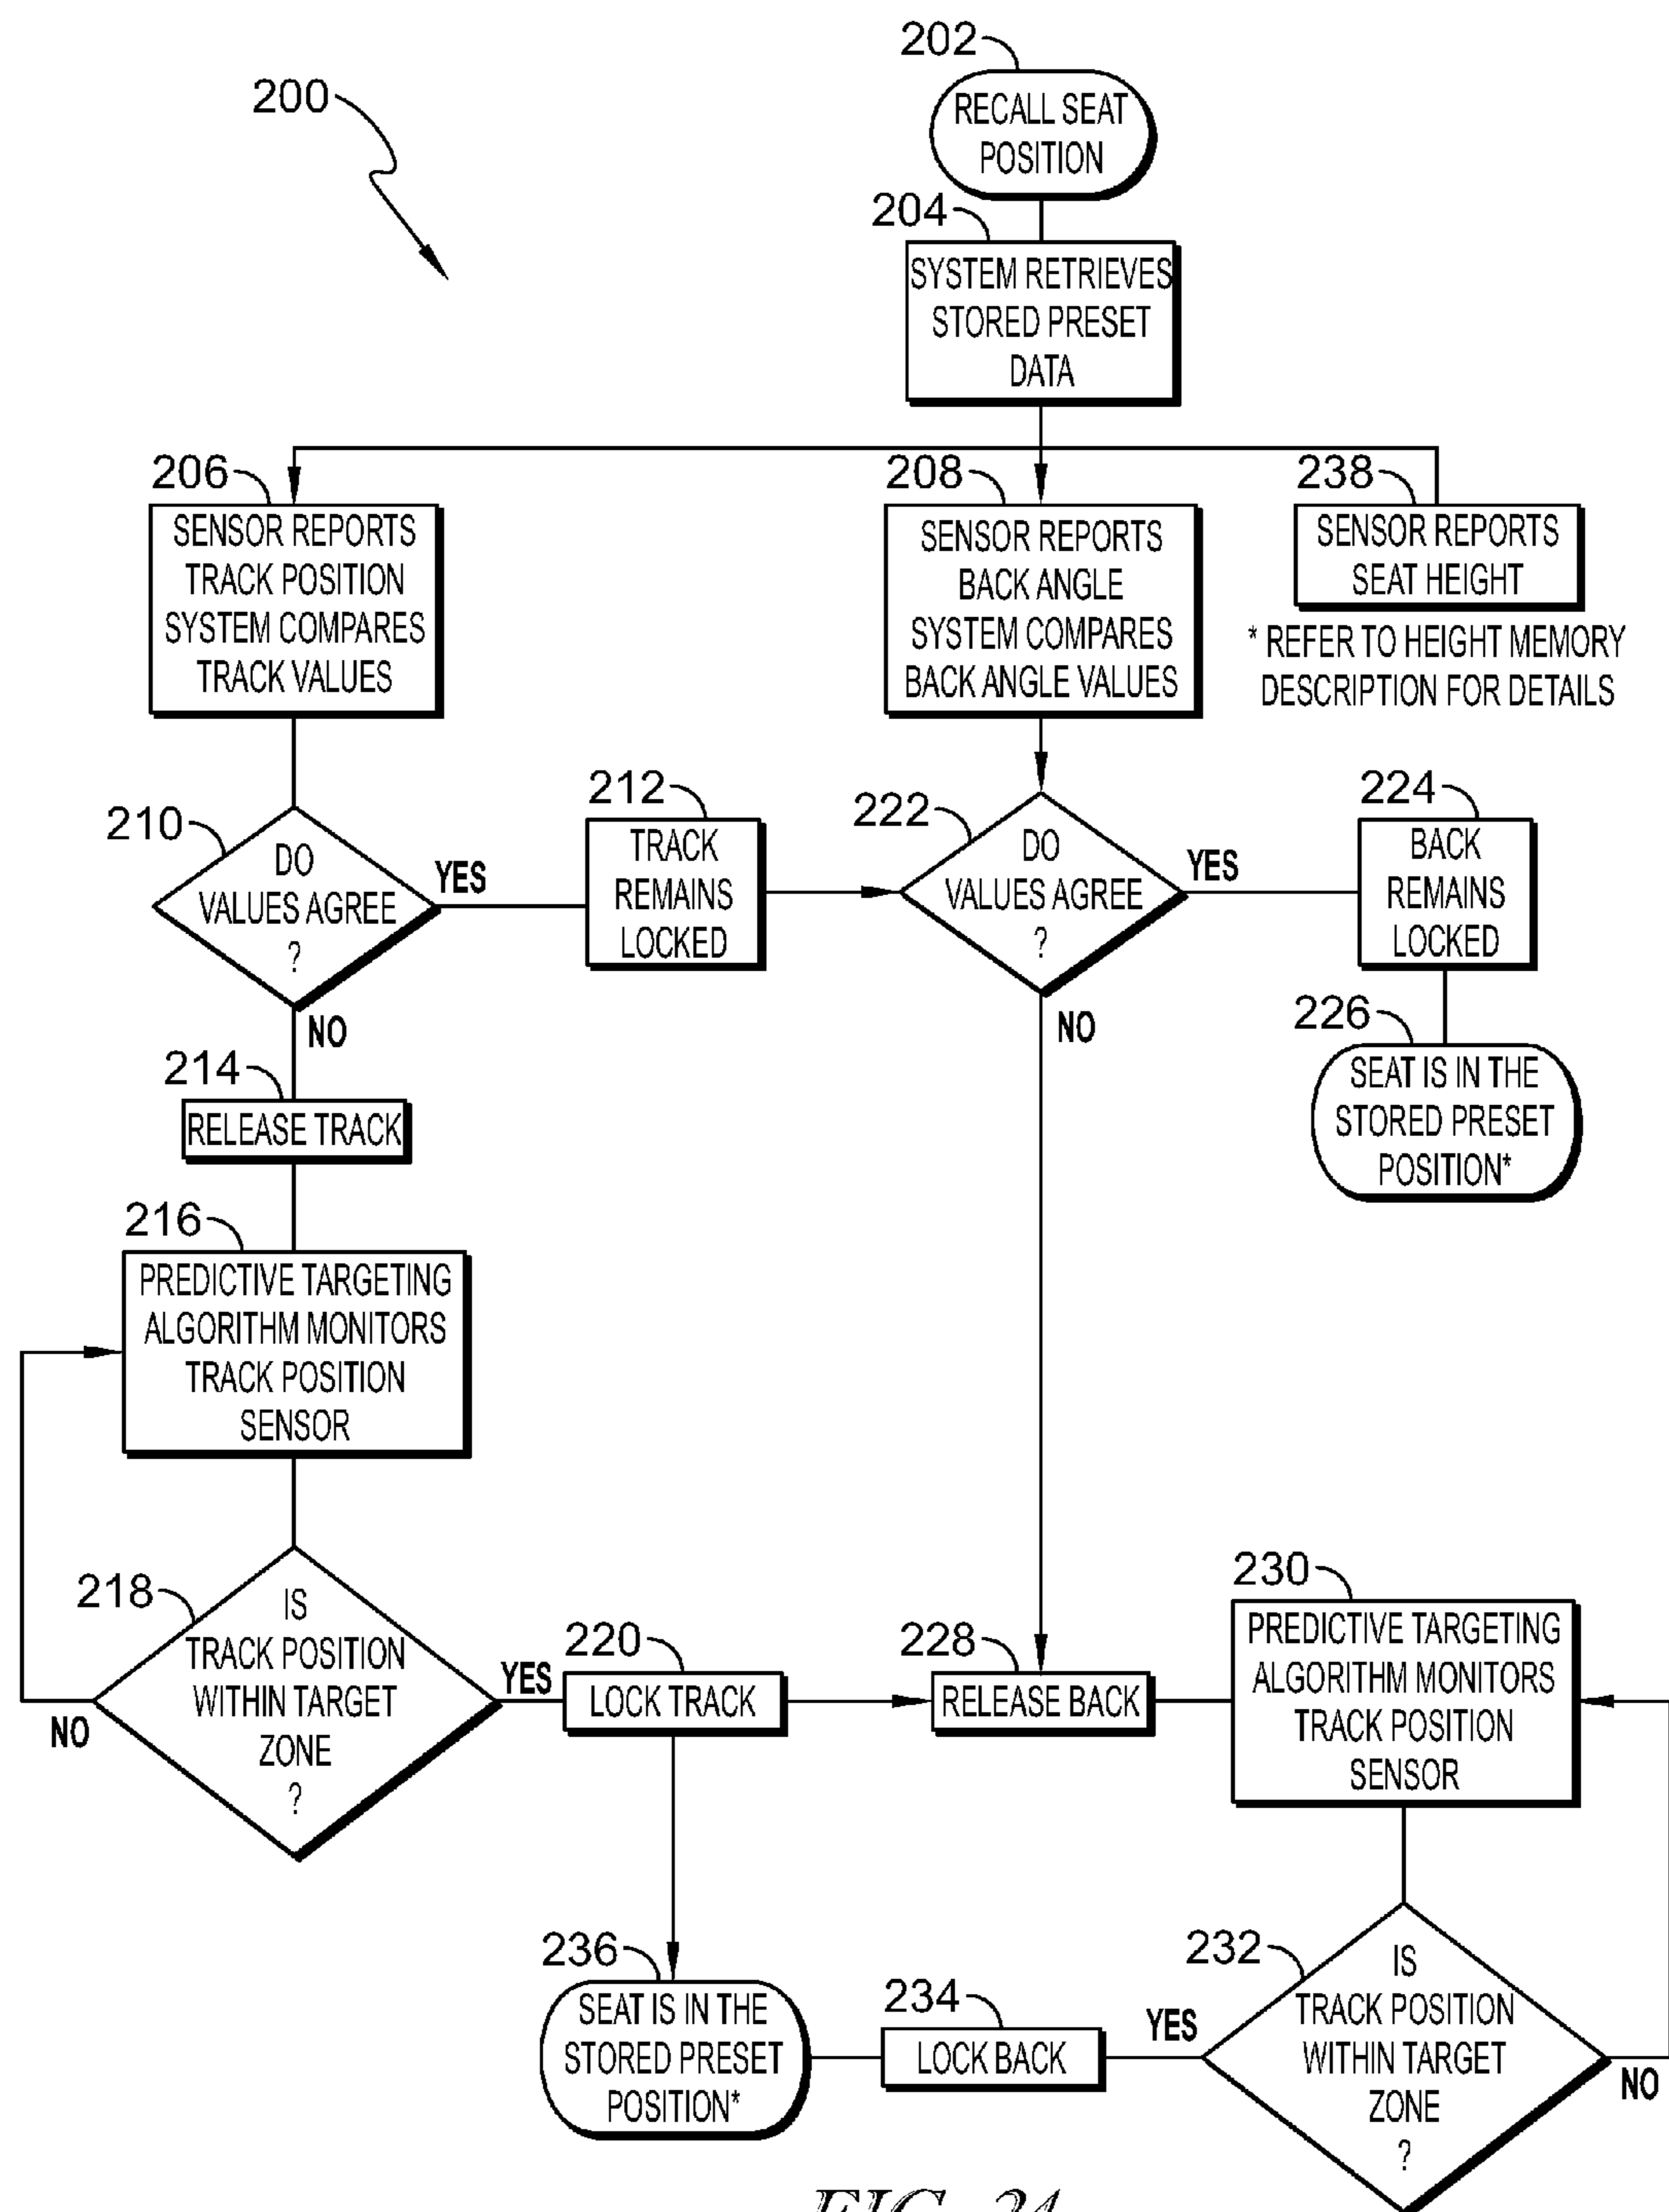 200
202
RECALL SEAT
POSITION
204
SYSTEM RETRIEVES
STORED PRESET
DATA
206
SENSOR REPORTS
TRACK POSITION
SYSTEM COMPARES
TRACK VALUES
208
SENSOR REPORTS
BACK ANGLE
SYSTEM COMPARES
BACK ANGLE VALUES
238
SENSOR REPORTS
SEAT HEIGHT
* REFER TO HEIGHT MEMORY
DESCRIPTION FOR DETAILS
210
DO
VALUES AGREE
?
YES
NO
212
TRACK
REMAINS
LOCKED
222
DO
VALUES AGREE
?
YES
NO
224
BACK
REMAINS
LOCKED
226
SEAT IS IN THE
STORED PRESET
POSITION*
214
RELEASE TRACK
216
PREDICTIVE TARGETING
ALGORITHM MONITORS
TRACK POSITION
SENSOR
218
IS
TRACK POSITION
WITHIN TARGET
ZONE
?
NO
YES
220
LOCK TRACK
228
RELEASE BACK
230
PREDICTIVE TARGETING
ALGORITHM MONITORS
TRACK POSITION
SENSOR
232
IS
TRACK POSITION
WITHIN TARGET
ZONE
?
YES
NO
234
LOCK BACK
236
SEAT IS IN THE
STORED PRESET
POSITION*